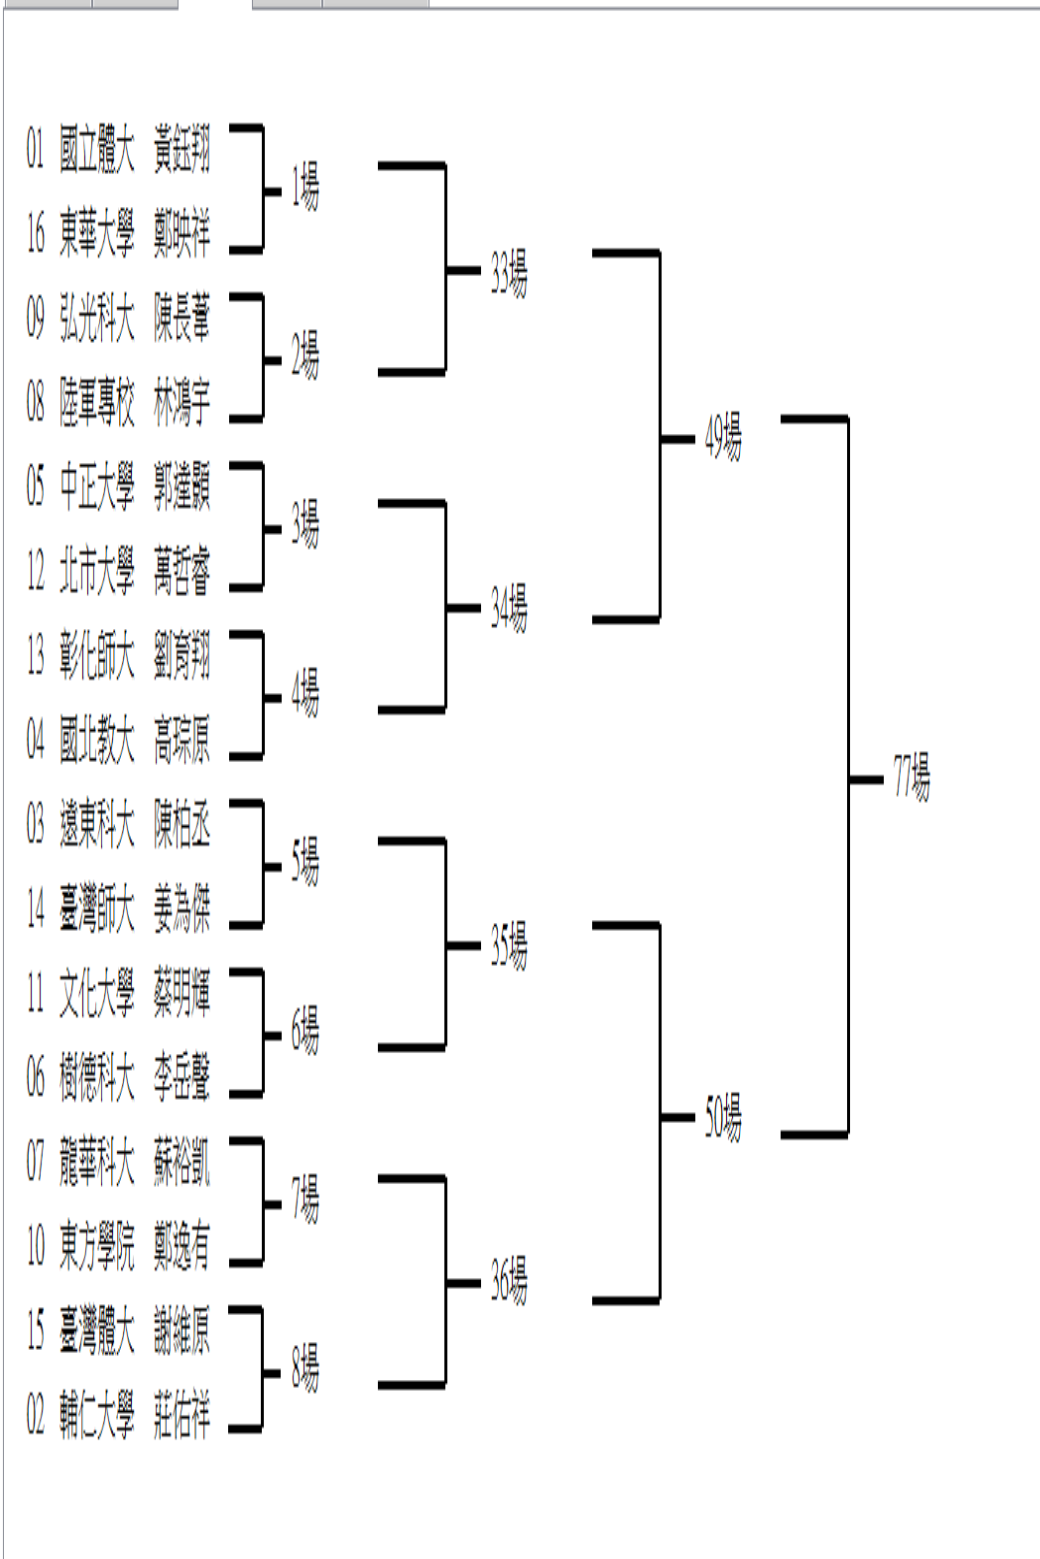 01 國立體大 黃鈺翔
1場
16 東華大學 鄭映祥
33場
09 弘光科大 陳長葦
2場
08 陸軍專校 林鴻宇
49場
05 中正大學 郭達顥
3場
12 北市大學 萬哲睿
34場
13 彰化師大 劉育翔
4場
04 國北教大 高琮原
77場
03 遠東科大 陳柏丞
5場
14 臺灣師大 姜為傑
35場
11 文化大學 蔡明輝
6場
06 樹德科大 李岳聲
50場
07 龍華科大 蘇裕凱
7場
10 東方學院 鄭逸有
36場
15 臺灣體大 謝維原
8場
02 輔仁大學 莊佑祥